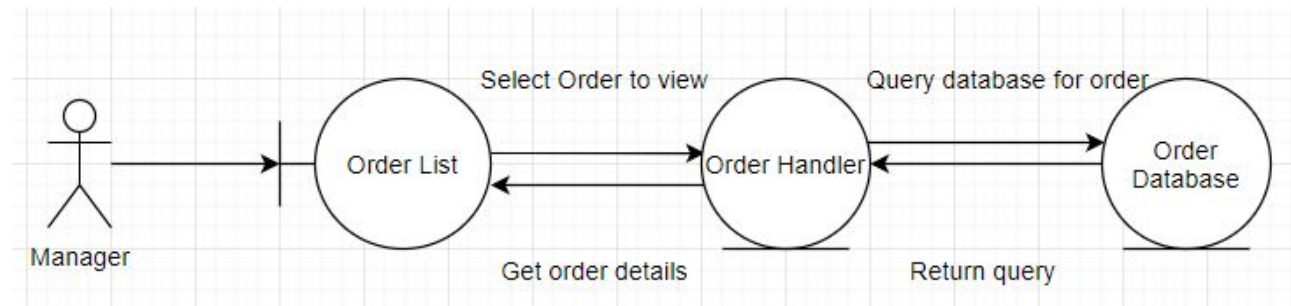 Select Order to view
Query database for order
Order List
Order Handler
Order
Database
Manager
Get order details
Return query